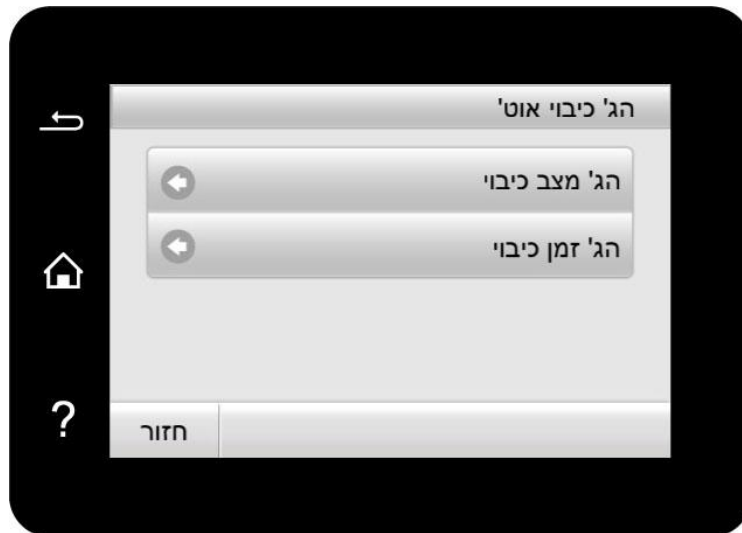 הג' כיבוי אוט'
הג' מצב כיבוי
הג' זמן כיבוי
?
חזור